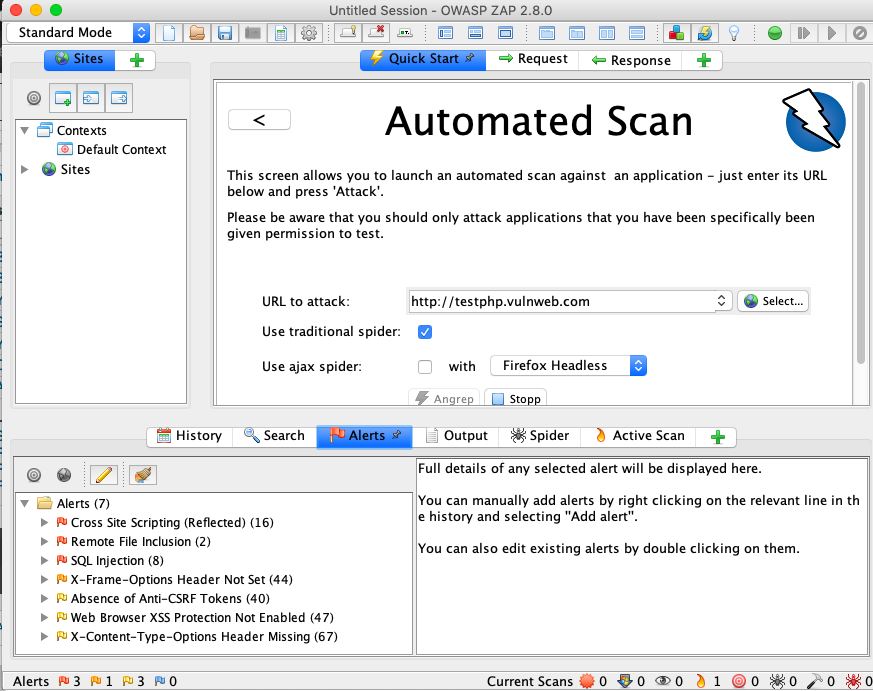 Untitled Session - OWASP ZAP 2.8.0
Standard Mode
Sites
Quick Start
Request
Response
<
Automated Scan
Contexts
Default Context
Sites
This screen allows you to launch an automated scan against  an application – just enter its URL
below and press 'Attack'.
Please be aware that you should only attack applications that you have been specifically been
given permission to test.
URL to attack:
http://testphp.vulnweb.com
Select...
Use traditional spider:
Use ajax spider:
with
Firefox Headless
Angrep
Stopp
History
Search
Alerts
Output
Spider
Active Scan
Full details of any selected alert will be displayed here.
You can manually add alerts by right clicking on the relevant line in th
e history and selecting "Add alert".
You can also edit existing alerts by double clicking on them.
Alerts (7)
Cross Site Scripting (Reflected) (16)
Remote File Inclusion (2)
SQL Injection (8)
X-Frame-Options Header Not Set (44)
Absence of Anti-CSRF Tokens (40)
Web Browser XSS Protection Not Enabled (47)
X-Content-Type-Options Header Missing (67)
Alerts 3 1 3 0
Current Scans 0 0 0 1 0 0 0 0